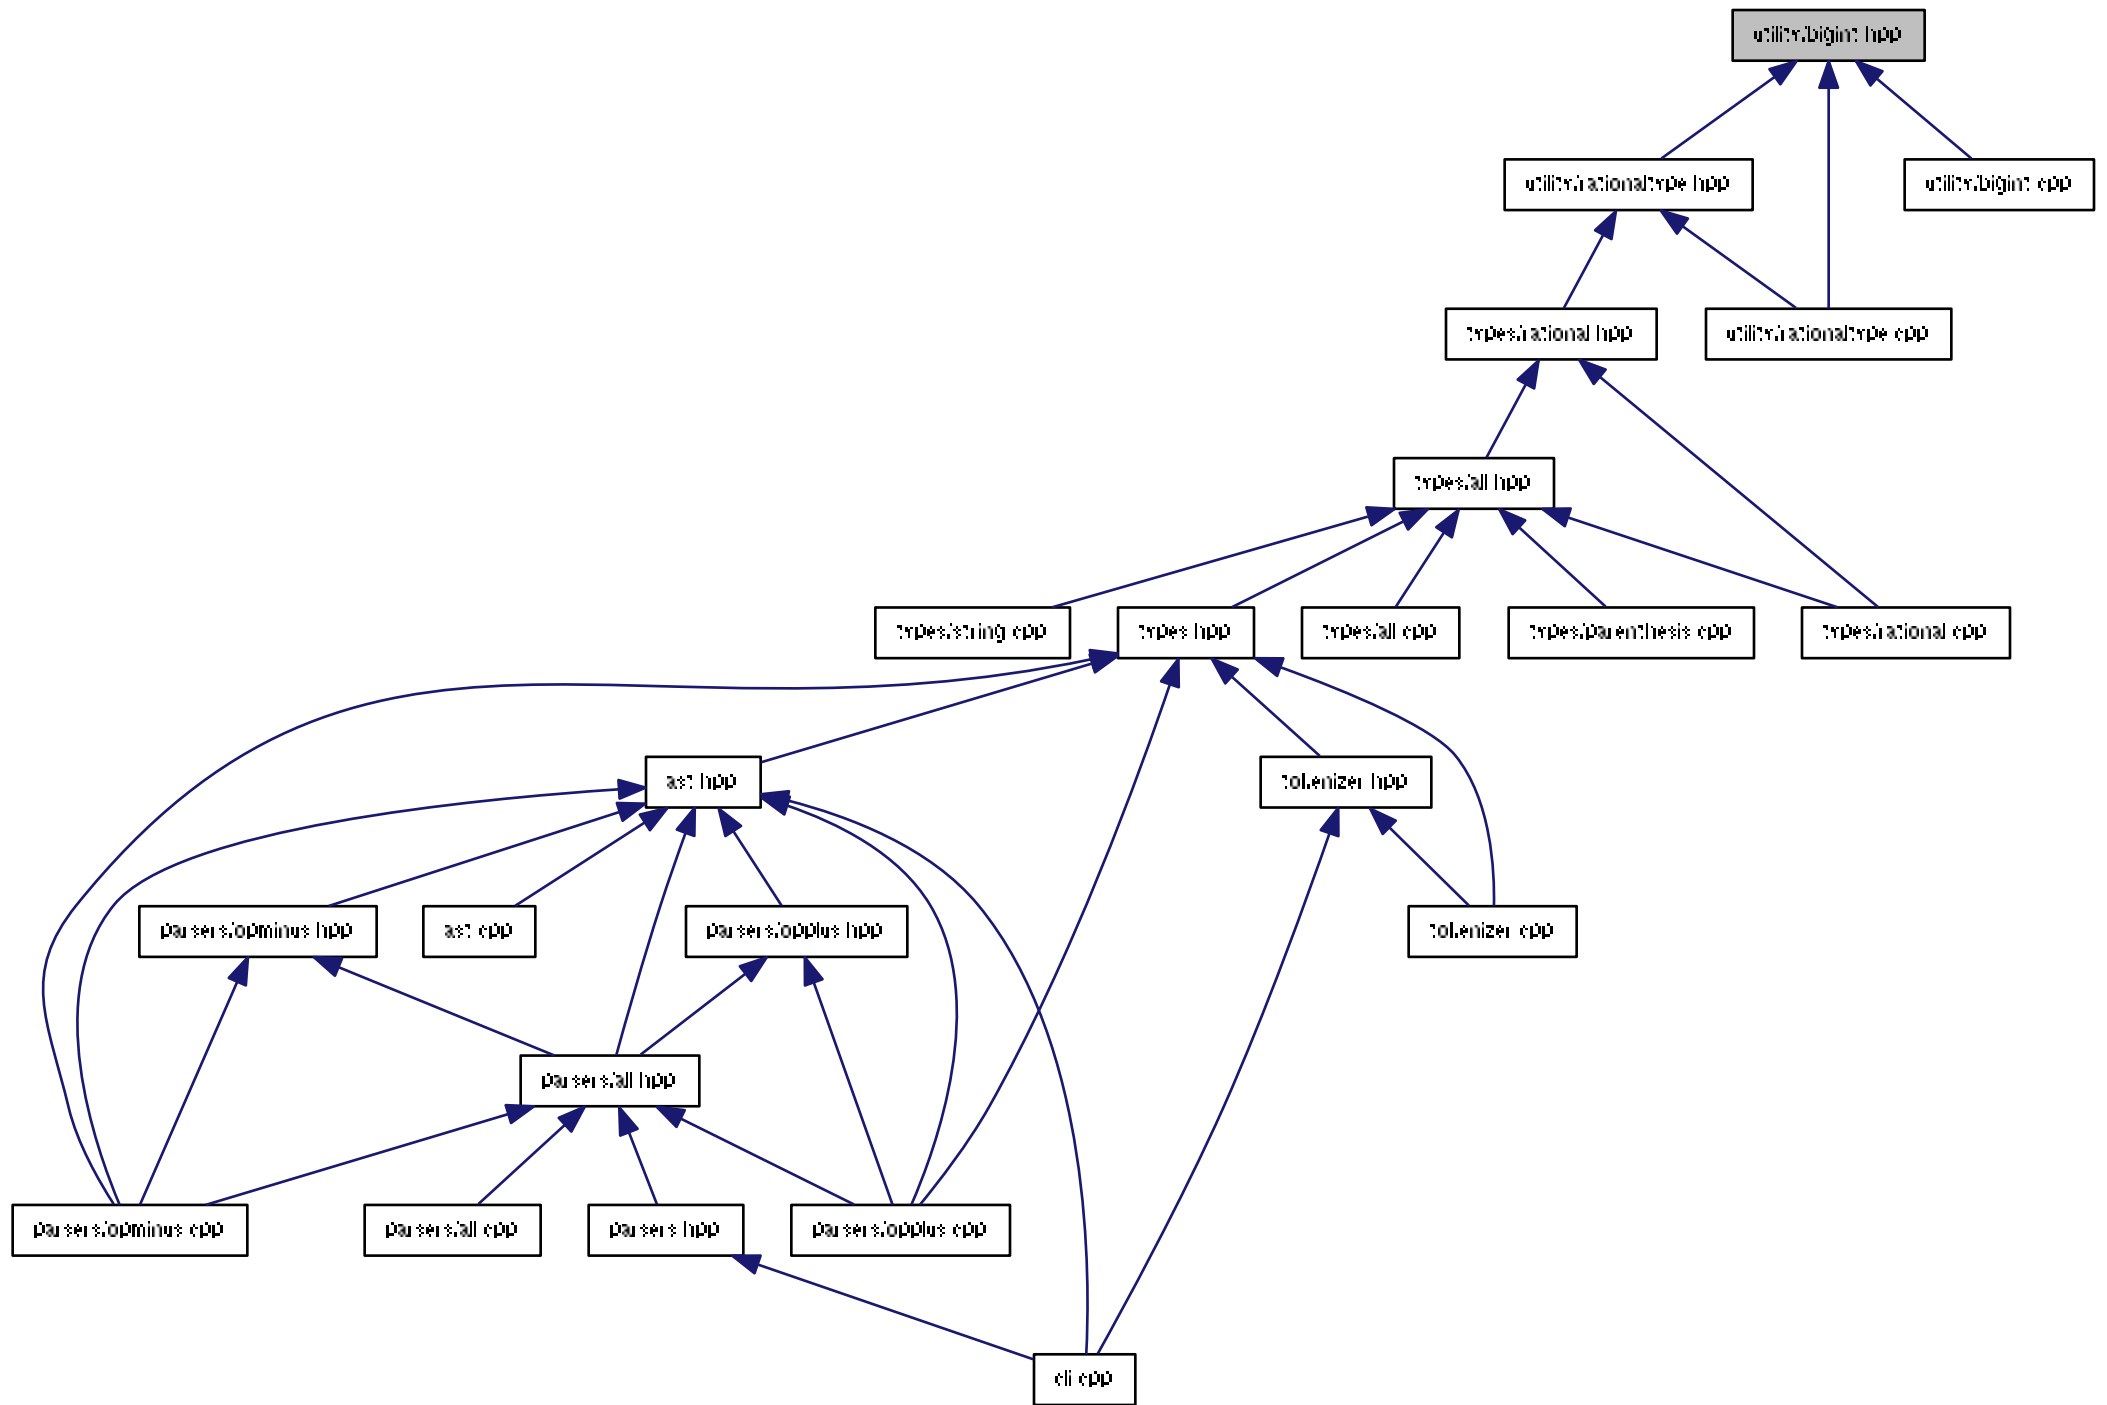 utility/bigint.hpp
utility/rationaltype.hpp
utility/bigint.cpp
types/rational.hpp
utility/rationaltype.cpp
types/all.hpp
types/string.cpp
types.hpp
types/all.cpp
types/parenthesis.cpp
types/rational.cpp
ast.hpp
tokenizer.hpp
parsers/opminus.hpp
ast.cpp
parsers/opplus.hpp
tokenizer.cpp
parsers/all.hpp
parsers/opminus.cpp
parsers/all.cpp
parsers.hpp
parsers/opplus.cpp
cli.cpp